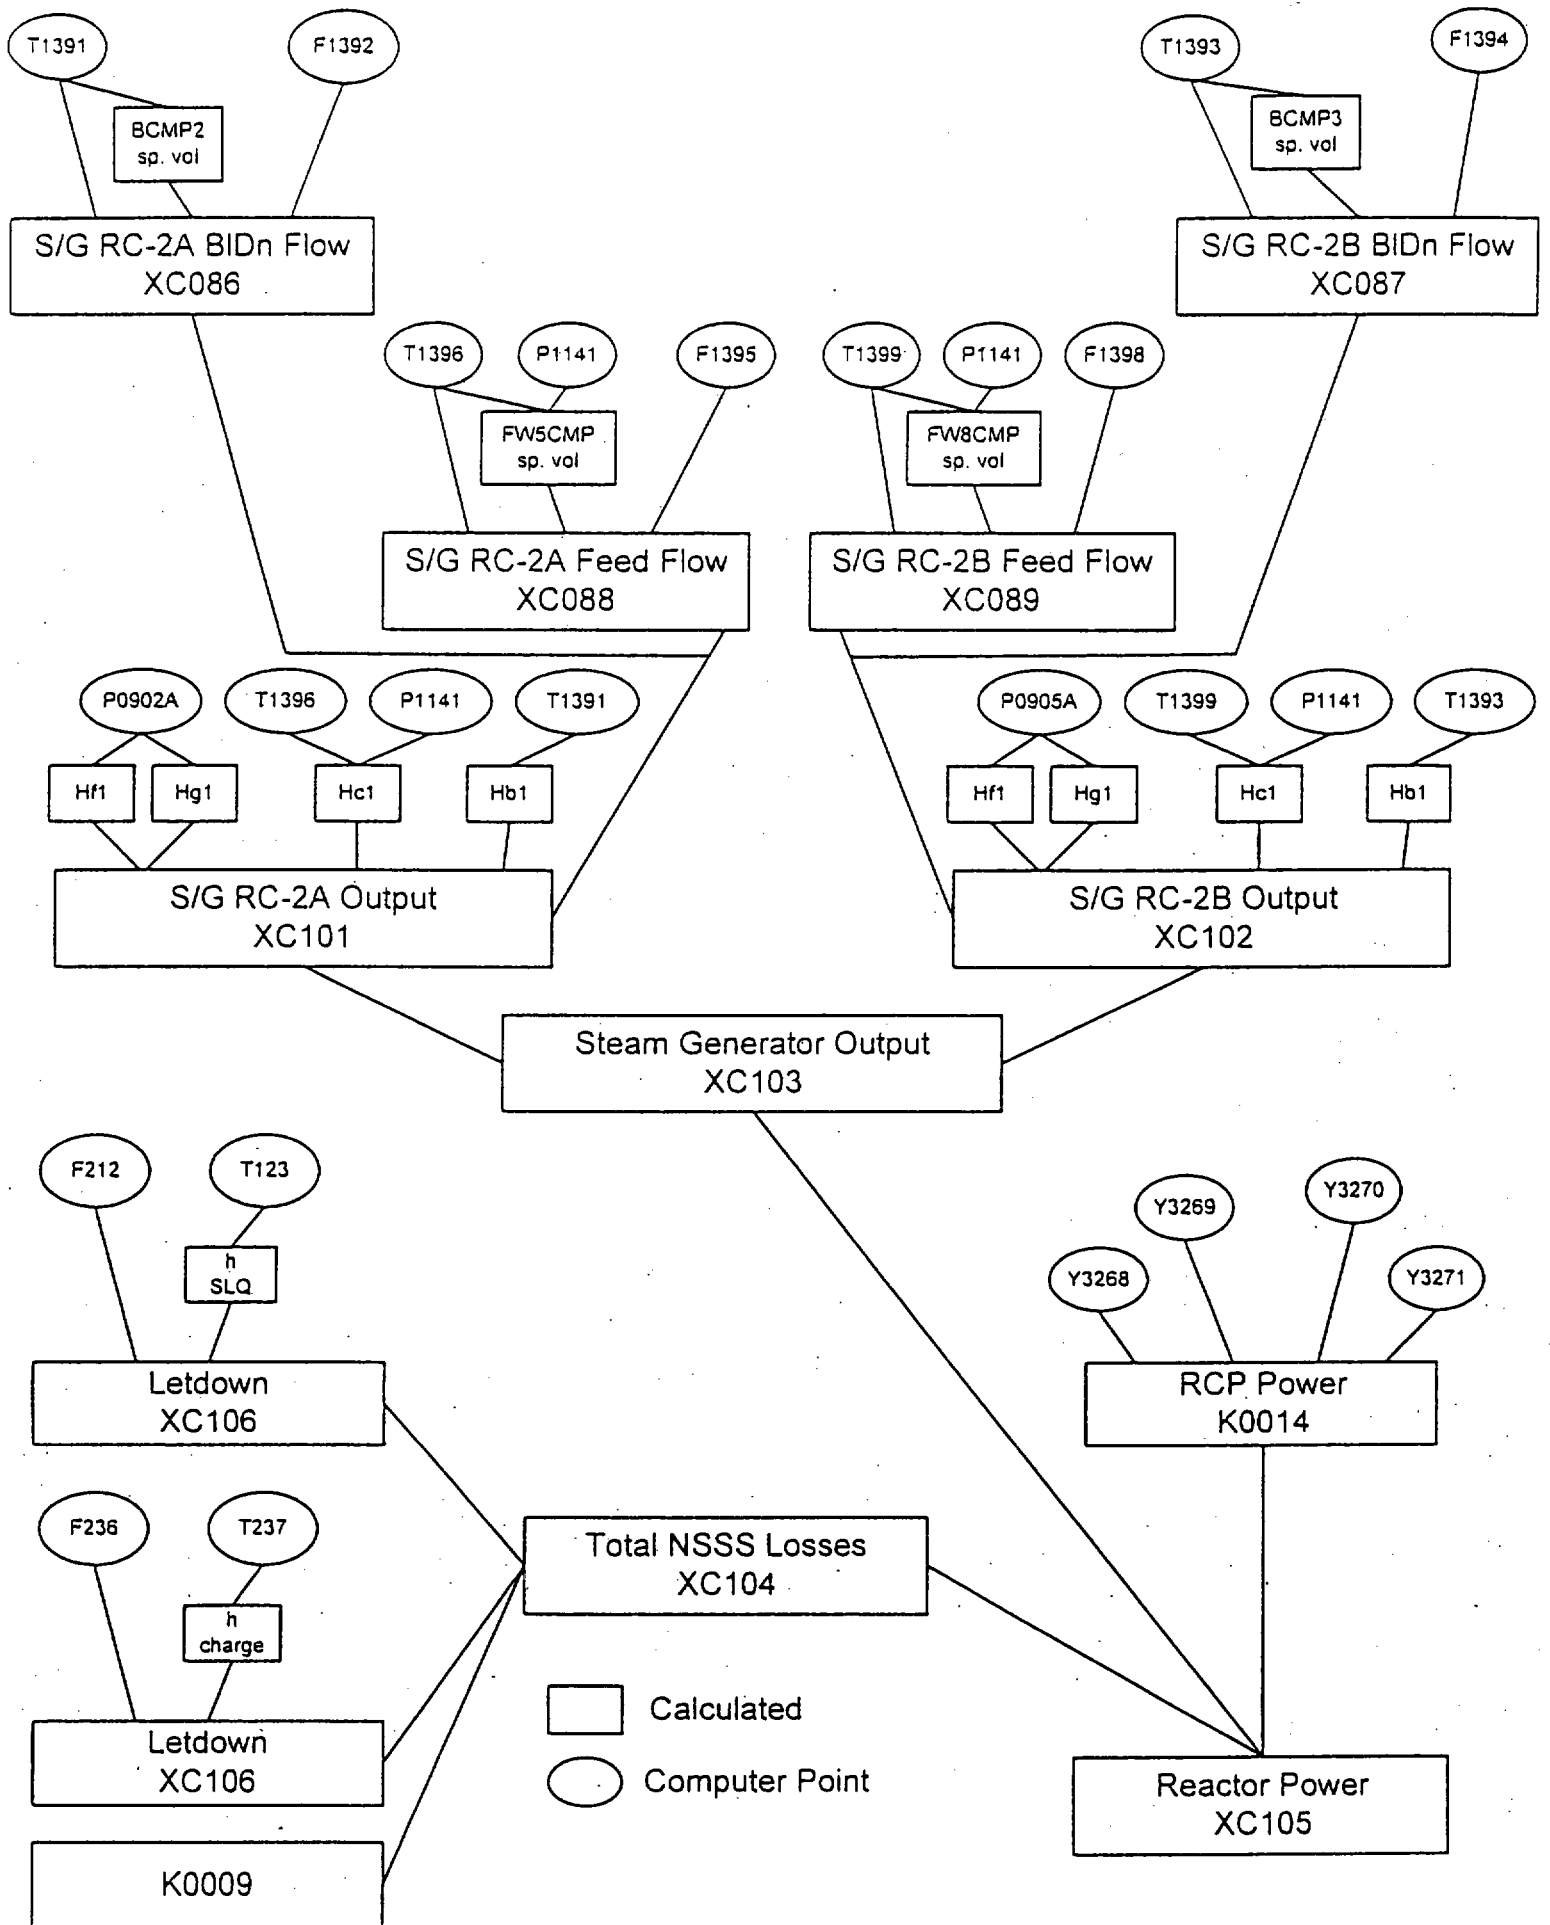 T1391
F1392
T1393
F1394
BCMP2
sp. vol
BCMP3
sp. vol
S/G RC-2A BlDn Flow
XC086
S/G RC-2B BlDn Flow
XC087
T1396
P1141
F1395
T1399
P1141
F1398
FW5CMP
sp. vol
FW8CMP
sp. vol
S/G RC-2A Feed Flow
XC088
S/G RC-2B Feed Flow
XC089
P0902A
T1396
P1141
T1391
P0905A
T1399
P1141
T1393
Hf1
Hg1
Hc1
Hb1
Hf1
Hg1
Hc1
Hb1
S/G RC-2A Output
XC101
S/G RC-2B Output
XC102
Steam Generator Output
XC103
F212
T123
Y3268
Y3269
Y3270
Y3271
h
SLQ
Letdown
XC106
RCP Power
K0014
F236
T237
h
charge
Total NSSS Losses
XC104
Letdown
XC106
Calculated
Computer Point
Reactor Power
XC105
K0009